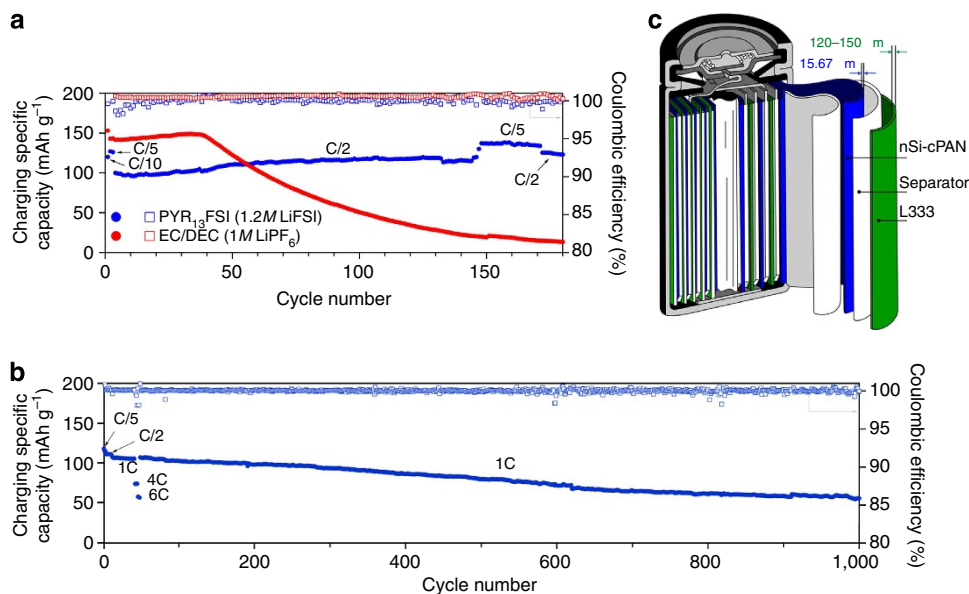 a
200
150
100
50
0
Charging specific
capacity (mAh g⁻¹)
C/5
C/10
C/2
C/5
C/2
PYR₁₃FSI (1.2M LiFSI)
EC/DEC (1M LiPF₆)
100
95
90
85
80
Coulombic efficiency
(%)
0
50
100
150
Cycle number
c
120–150 m
15.67 m
nSi-cPAN
Separator
L333
b
200
150
100
50
0
Charging specific
capacity (mAh g⁻¹)
C/5
C/2
1C
4C
6C
1C
100
95
90
85
80
Coulombic efficiency
(%)
0
200
400
600
800
1,000
Cycle number